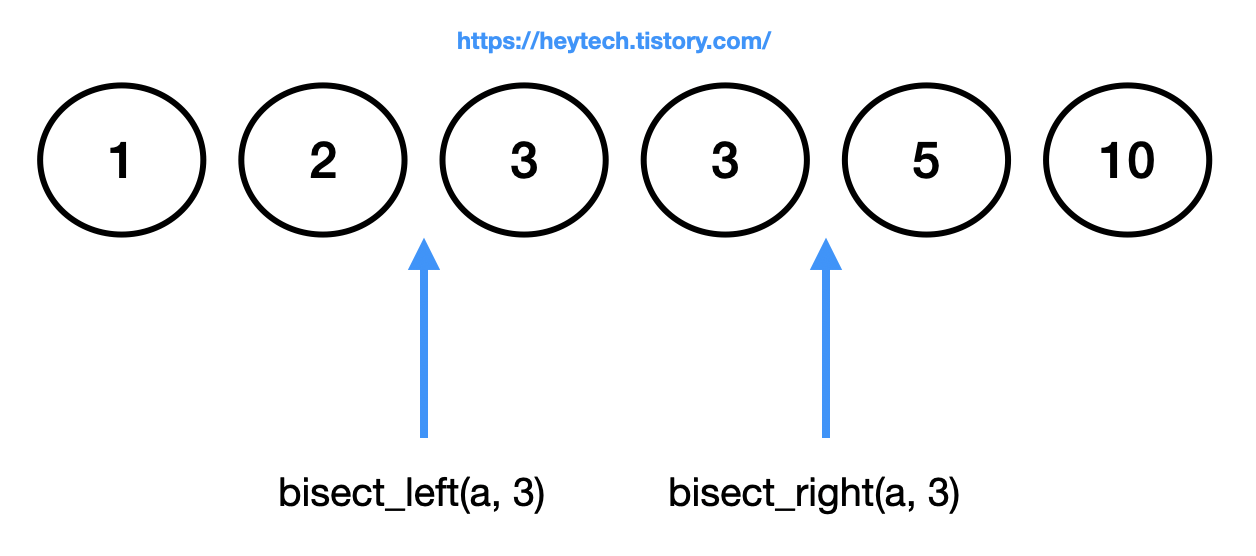 https://heytech.tistory.com/
1 2 3 3 5 10
bisect_left(a, 3) bisect_right(a, 3)